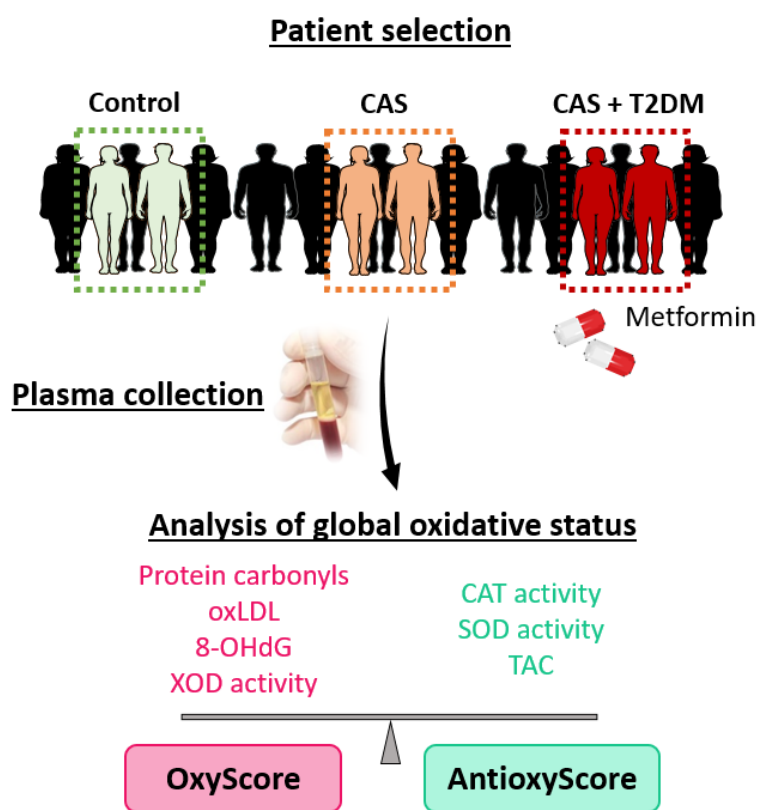 Patient selection
Control
CAS
CAS + T2DM
Metformin
Plasma collection
Analysis of global oxidative status
Protein carbonyls
oxLDL
8-OHdG
XOD activity
CAT activity
SOD activity
TAC
OxyScore
AntioxyScore